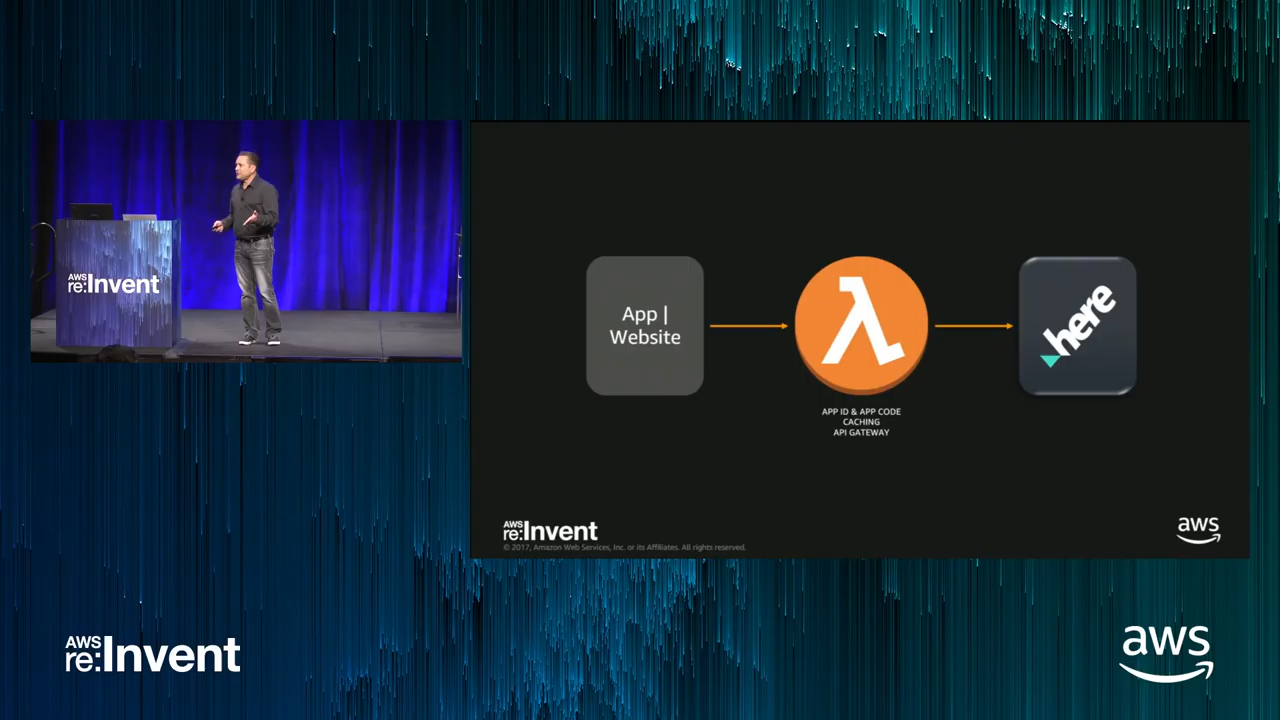 AWS
re:Invent
App |
Website
λ
here
APP ID & APP CODE
CACHING
API GATEWAY
AWS
re:Invent
© 2017, Amazon Web Services, Inc. or its Affiliates. All rights reserved.
aws
AWS
re:Invent
aws